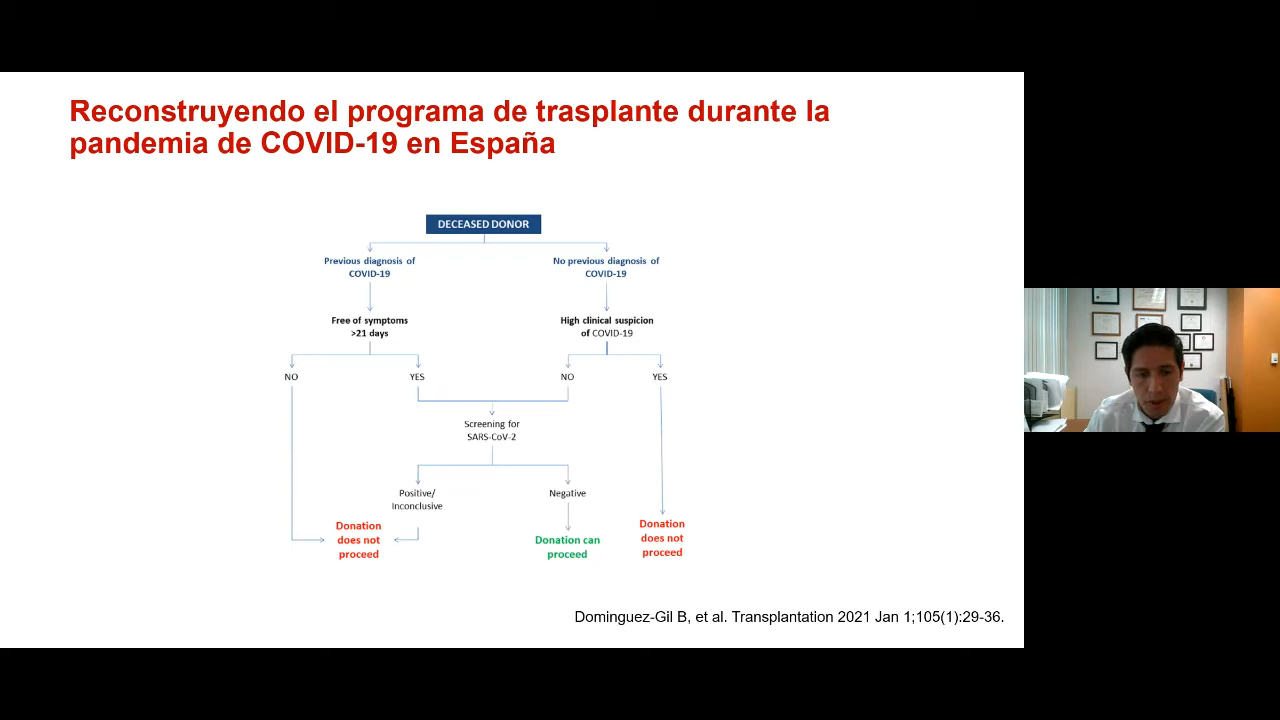 Reconstruyendo el programa de trasplante durante la
pandemia de COVID-19 en España
DECEASED DONOR
Previous diagnosis of
COVID-19
No previous diagnosis of
COVID-19
Free of symptoms
>21 days
High clinical suspicion
of COVID-19
NO
YES
NO
YES
Screening for
SARS-CoV-2
Positive/
Inconclusive
Negative
Donation
does not
proceed
Donation can
proceed
Donation
does not
proceed
Dominguez-Gil B, et al. Transplantation 2021 Jan 1;105(1):29-36.